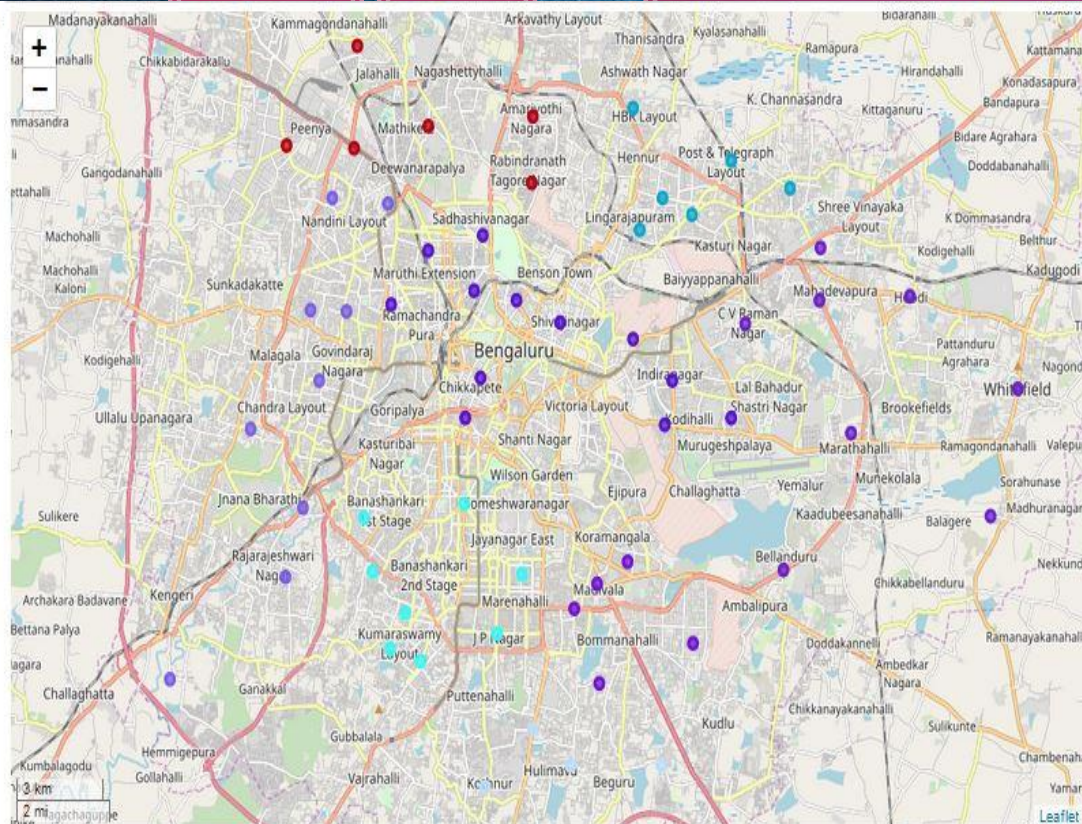 Madanayakanahalli
Kammagondanahalli
Arkavathy Layout
Bidarahalli
Thanisandra
Kyalasanahalli
Ramapura
Kattamana
+
−
Chikkabidarakallu
Jalahalli
Nagashettyhalli
Ashwath Nagar
Hirandahalli
Konadasapura
K. Channasandra
Bandapura
Kittaganuru
Peenya
HBR Layout
Nagara
Bidare Agrahara
Gangodanahalli
Deewanarapalya
Rabindranath
Hennur
Post & Telegraph
Layout
Doddabanahalli
Nandini Layout
Sadhashivanagar
Lingarajapuram
Shree Vinayaka
Layout
K Dommasandra
Machohalli
Kasturi Nagar
Belthur
Kodigehalli
Machohalli
Kaloni
Sunkadakatte
Maruthi Extension
Benson Town
Baiyyappanahalli
Kadugodi
Mahadevapura
Ramachandra
Pura
C V Raman
Nagar
Kodigehalli
Malagala
Govindaraj
Nagara
Bengaluru
Pattanduru
Agrahara
Nagond
Chikkapete
Indiranagar
Lal Bahadur
Shastri Nagar
Whitefield
Ullalu Upanagara
Chandra Layout
Goripalya
Victoria Layout
Kodihalli
Brookefields
Kasturibai
Nagar
Shanti Nagar
Murugeshpalaya
Marathahalli
Ramagondanahalli
Valepu
Wilson Garden
Munekolala
Jnana Bharathi
Banashankari
1st Stage
Someshwaranagar
Ejipura
Challaghatta
Yemalur
Sorahunase
Madhuranagar
Sulikere
Kaadubeesanahalli
Balagere
Jayanagar East
Koramangala
Rajarajeshwari
Nagar
Banashankari
2nd Stage
Bellanduru
Nekkund
Kengeri
Chikkabellanduru
Archakara Badavane
Marenahalli
Madivala
Ambalipura
Bettana Palya
Kumaraswamy
Layout
J P Nagar
Bommanahalli
Doddakannelli
Ramanayakanahalli
Ambedkar
Nagara
Challaghatta
Ganakkal
Puttenahalli
Chikkanayakanahalli
Kudlu
Sulikunte
Gubbalala
Hemmigepura
Kumbalagodu
Gollahalli
Vajrahalli
Hulimavu
Beguru
Chambenaha
Yamar
3 km
2 mi
Leaflet